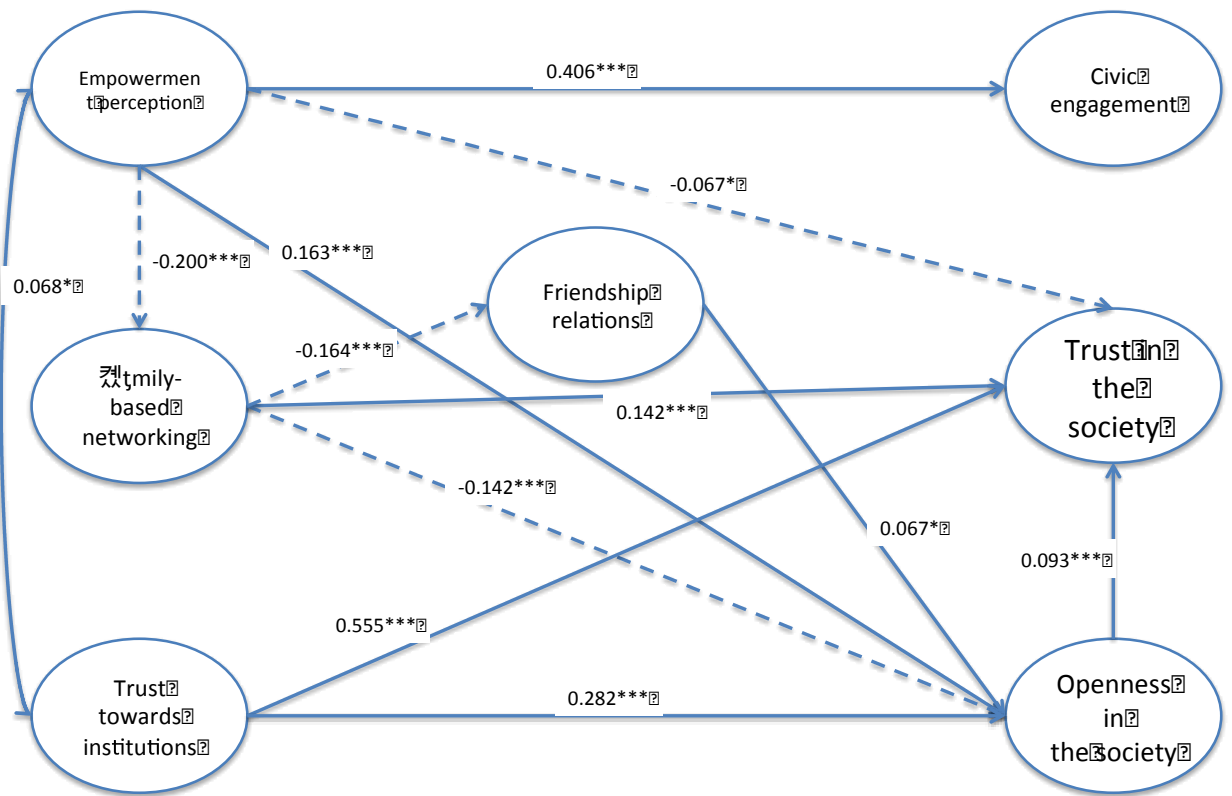 Empowermen
t perception
0.406***
Civic
engagement
-0.067*
-0.200***
0.163***
0.068*
Friendship
relations
-0.164***
Trust in
the
society
based
networking
0.142***
-0.142***
0.067*
0.093***
0.555***
Trust
towards
institutions
0.282***
Openness
in
the society